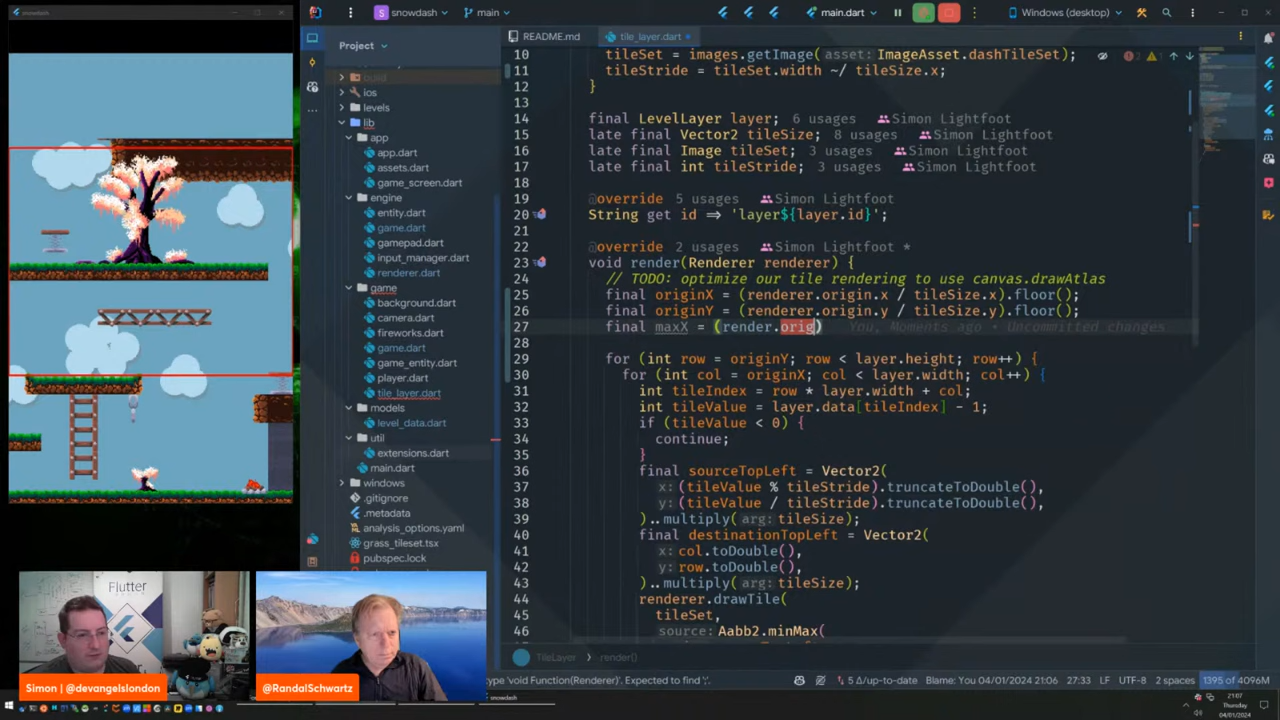 snowdash
main
main.dart
Windows (desktop)
Project
README.md
tile_layer.dart
build
ios
levels
lib
app
app.dart
assets.dart
game_screen.dart
engine
entity.dart
game.dart
gamepad.dart
input_manager.dart
renderer.dart
game
background.dart
camera.dart
fireworks.dart
game.dart
game_entity.dart
player.dart
tile_layer.dart
models
level_data.dart
util
extensions.dart
main.dart
windows
.gitignore
.metadata
analysis_options.yaml
grass_tileset.tsx
pubspec.lock
10 tileSet = images.getImage( asset: ImageAsset.dashTileSet);
11 tileStride = tileSet.width ~/ tileSize.x;
12 }
13
14 final LevelLayer layer; 6 usages Simon Lightfoot
15 late final Vector2 tileSize; 8 usages Simon Lightfoot
16 late final Image tileSet; 3 usages Simon Lightfoot
17 late final int tileStride; 3 usages Simon Lightfoot
18
19 @override 5 usages Simon Lightfoot
20 String get id => 'layer${layer.id}';
21
22 @override 2 usages Simon Lightfoot *
23 void render(Renderer renderer) {
24 // TODO: optimize our tile rendering to use canvas.drawAtlas
25 final originX = (renderer.origin.x / tileSize.x).floor();
26 final originY = (renderer.origin.y / tileSize.y).floor();
27 final maxX = (render.orig) You, Moments ago • Uncommitted changes
28
29 for (int row = originY; row < layer.height; row++) {
30 for (int col = originX; col < layer.width; col++) {
31 int tileIndex = row * layer.width + col;
32 int tileValue = layer.data[tileIndex] - 1;
33 if (tileValue < 0) {
34 continue;
35 }
36 final sourceTopLeft = Vector2(
37 x: (tileValue % tileStride).truncateToDouble(),
38 y: (tileValue / tileStride).truncateToDouble(),
39 )..multiply( arg: tileSize);
40 final destinationTopLeft = Vector2(
41 x: col.toDouble(),
42 y: row.toDouble(),
43 )..multiply( arg: tileSize);
44 renderer.drawTile(
45 tileSet,
46 source: Aabb2.minMax(
TileLayer > render()
type 'void Function(Renderer)'. Expected to find ';'.
5 Δ/up-to-date
Blame: You 04/01/2024 21:06
27:33
LF
UTF-8
2 spaces
1395 of 4096M
Flutter
Simon | @devangelslondon
@RandalSchwartz
snowdash
21:07
Thursday
04/01/2024